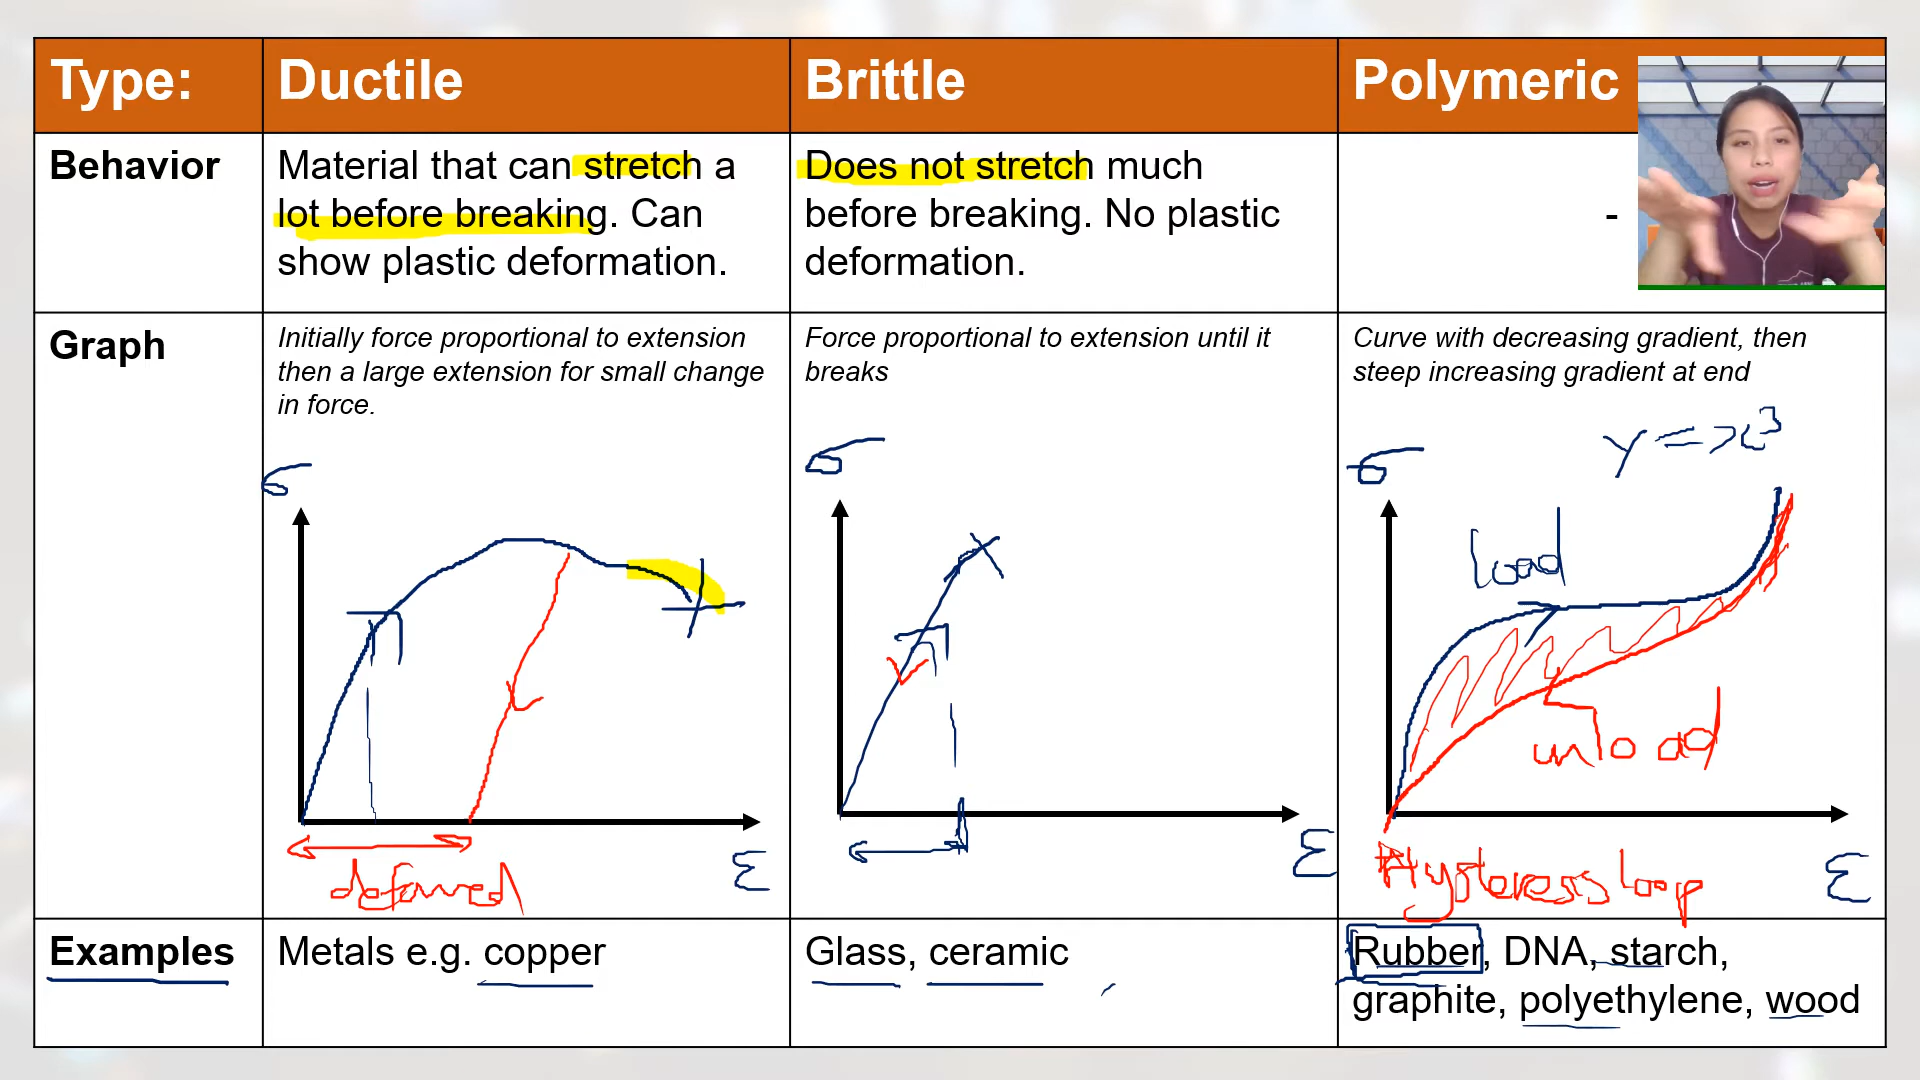 Type:
Ductile
Brittle
Polymeric
Behavior
Material that can stretch a
lot before breaking. Can
show plastic deformation.
Does not stretch much
before breaking. No plastic
deformation.
-
Graph
Initially force proportional to extension
then a large extension for small change
in force.
Force proportional to extension until it
breaks
Curve with decreasing gradient, then
steep increasing gradient at end
σ
ε
deformed
σ
ε
y = x³
σ
load
unload
ε
Hysteresis loop
Examples
Metals e.g. copper
Glass, ceramic
Rubber, DNA, starch,
graphite, polyethylene, wood